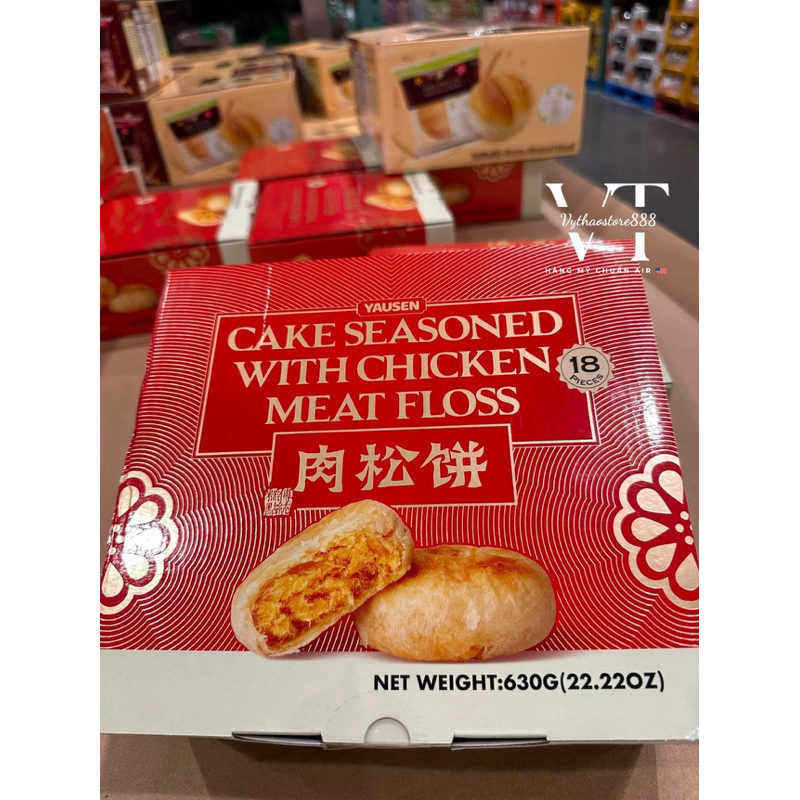 VT
Vythaostore888
HÀNG MỸ CHUẨN AIR
YAUSEN
CAKE SEASONED
WITH CHICKEN
MEAT FLOSS
18
PIECES
肉松饼
NET WEIGHT:630G(22.22OZ)